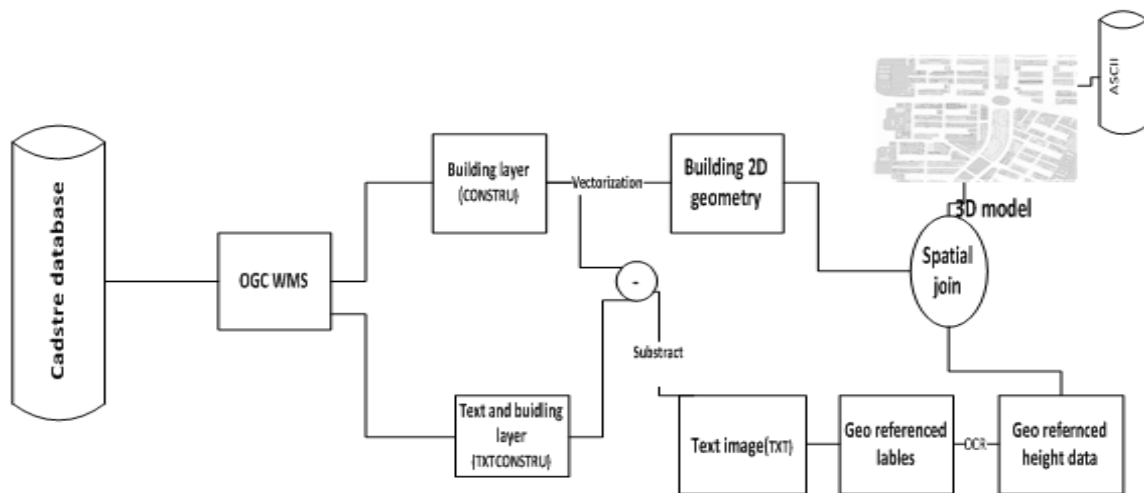 ASCII
Cadstre database
OGC WMS
Building layer
(CONSTRU)
Vectorization
Building 2D
geometry
3D model
Spatial
join
-
Substract
Text and buidling
layer
(TXTCONSTRU)
Text image(TXT)
Geo referenced
lables
OCR
Geo refernced
height data